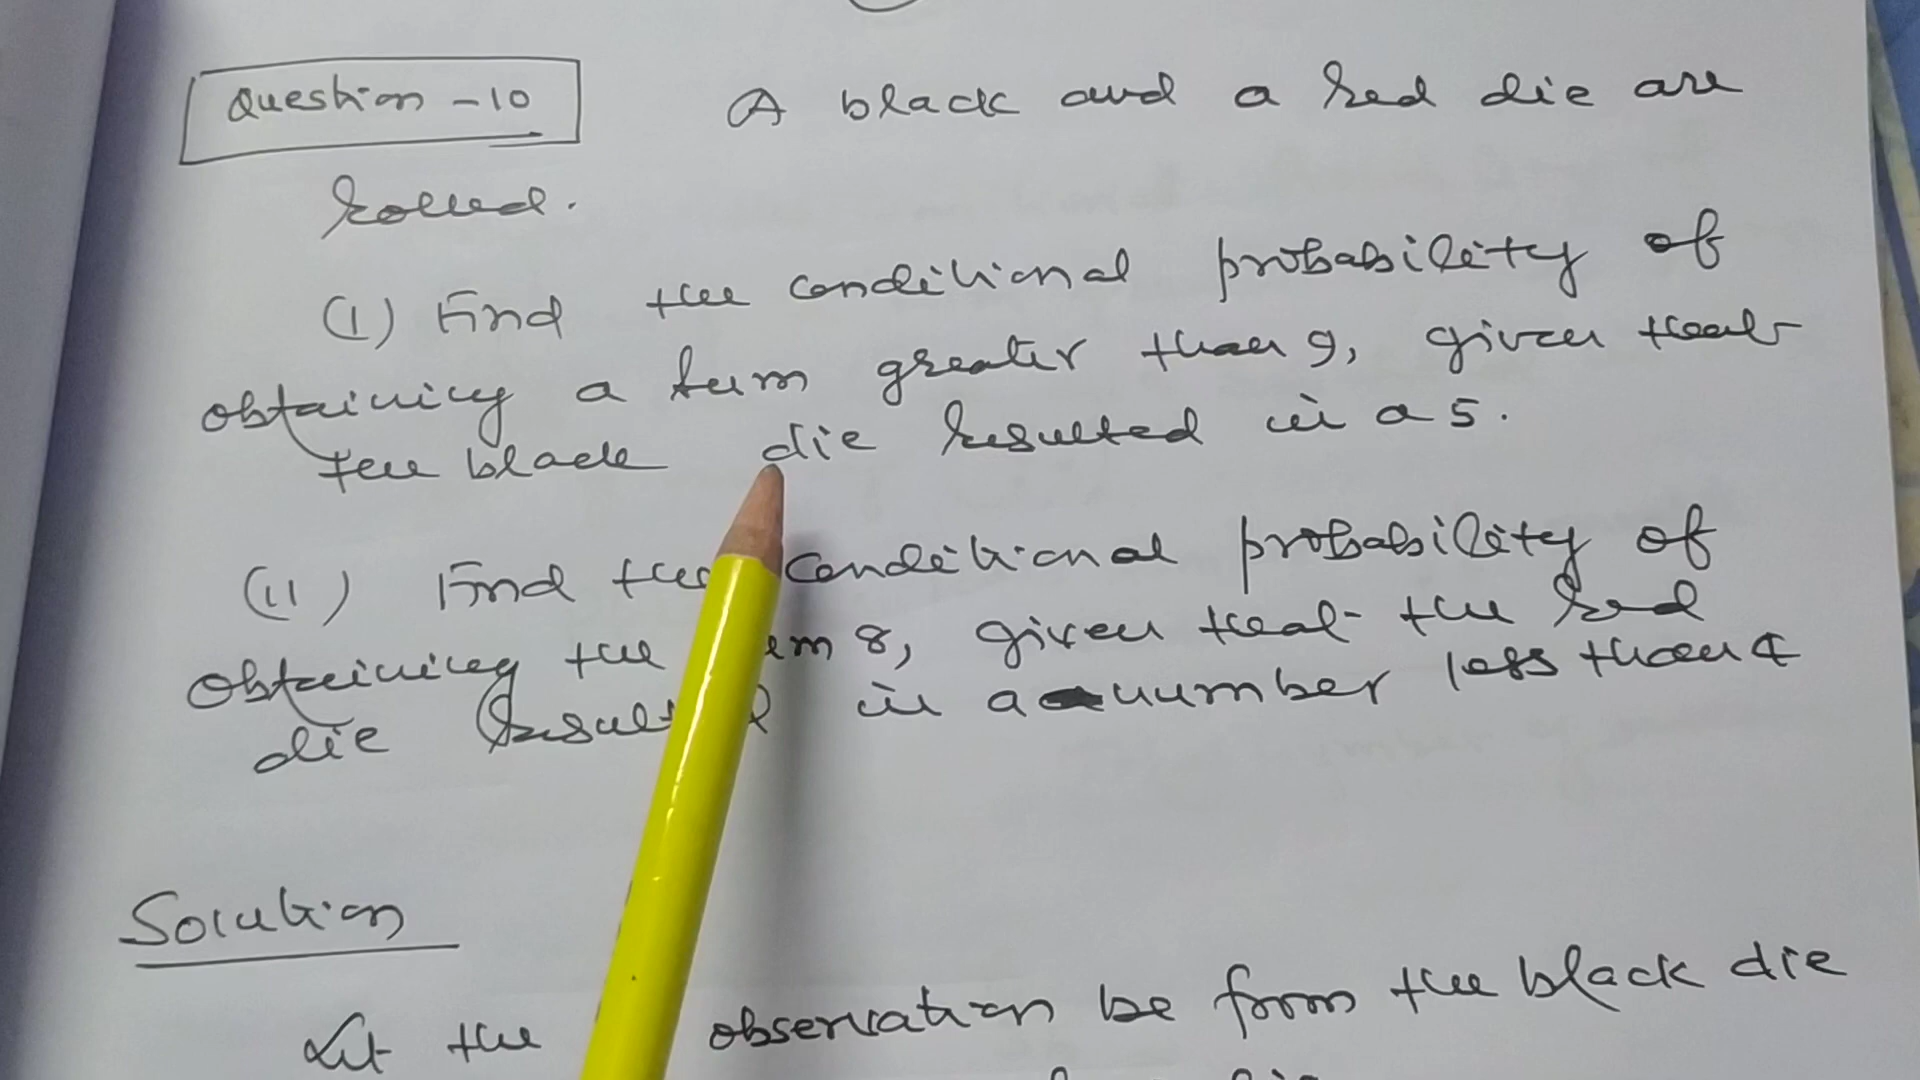 Question - 10
A black and a red die are
rolled.
(I) Find the conditional probability of
obtaining a sum greater than 9, given that
the black die resulted in a 5.
(II) Find the conditional probability of
obtaining the 8, given that the red
die in a number less than 4
Solution
Let the observation be from the black die